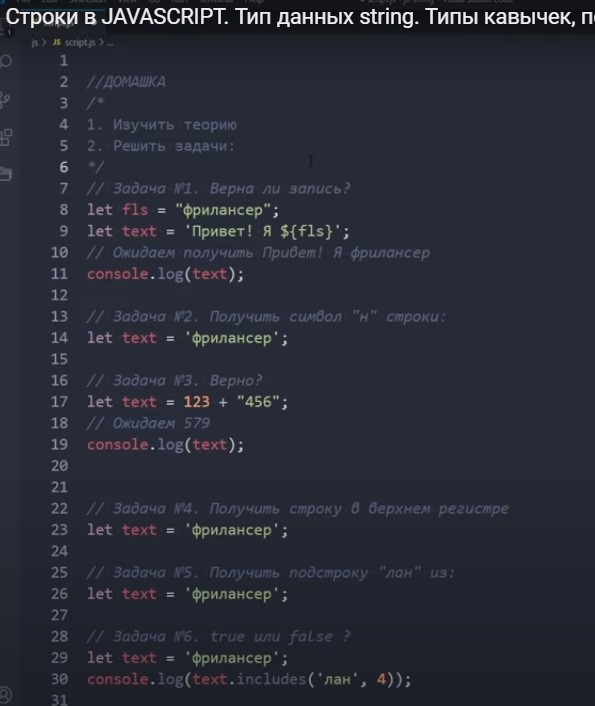 Строки в JAVASCRIPT. Тип данных string. Типы кавычек, п
js > JS script.js > ...
1
2 //ДОМАШКА
3 /*
4 1. Изучить теорию
5 2. Решить задачи:
6 */
7 // Задача №1. Верна ли запись?
8 let fls = "фрилансер";
9 let text = 'Привет! Я ${fls}';
10 // Ожидаем получить Привет! Я фрилансер
11 console.log(text);
12
13 // Задача №2. Получить символ "н" строки:
14 let text = 'фрилансер';
15
16 // Задача №3. Верно?
17 let text = 123 + "456";
18 // Ожидаем 579
19 console.log(text);
20
21
22 // Задача №4. Получить строку в верхнем регистре
23 let text = 'фрилансер';
24
25 // Задача №5. Получить подстроку "лан" из:
26 let text = 'фрилансер';
27
28 // Задача №6. true или false ?
29 let text = 'фрилансер';
30 console.log(text.includes('лан', 4));
31